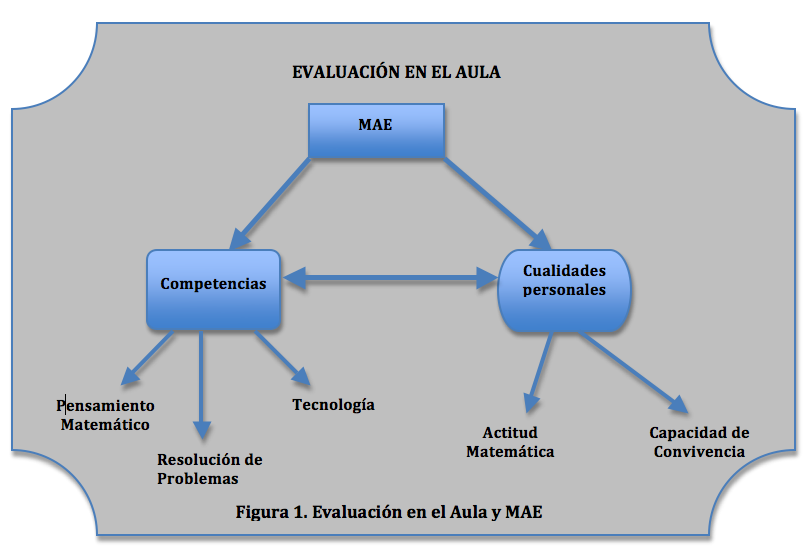 EVALUACIÓN EN EL AULA
MAE
Competencias
Cualidades
personales
Pensamiento
Matemático
Resolución de
Problemas
Tecnología
Actitud
Matemática
Capacidad de
Convivencia
Figura 1. Evaluación en el Aula y MAE